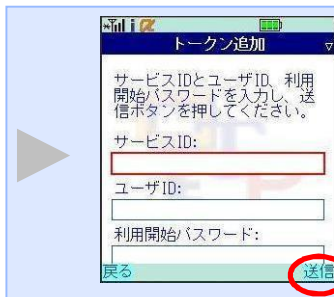 トークン追加
サービスIDとユーザID、利用
開始パスワードを入力し、送
信ボタンを押してください。
サービスID:
ユーザID:
利用開始パスワード:
戻る 送信